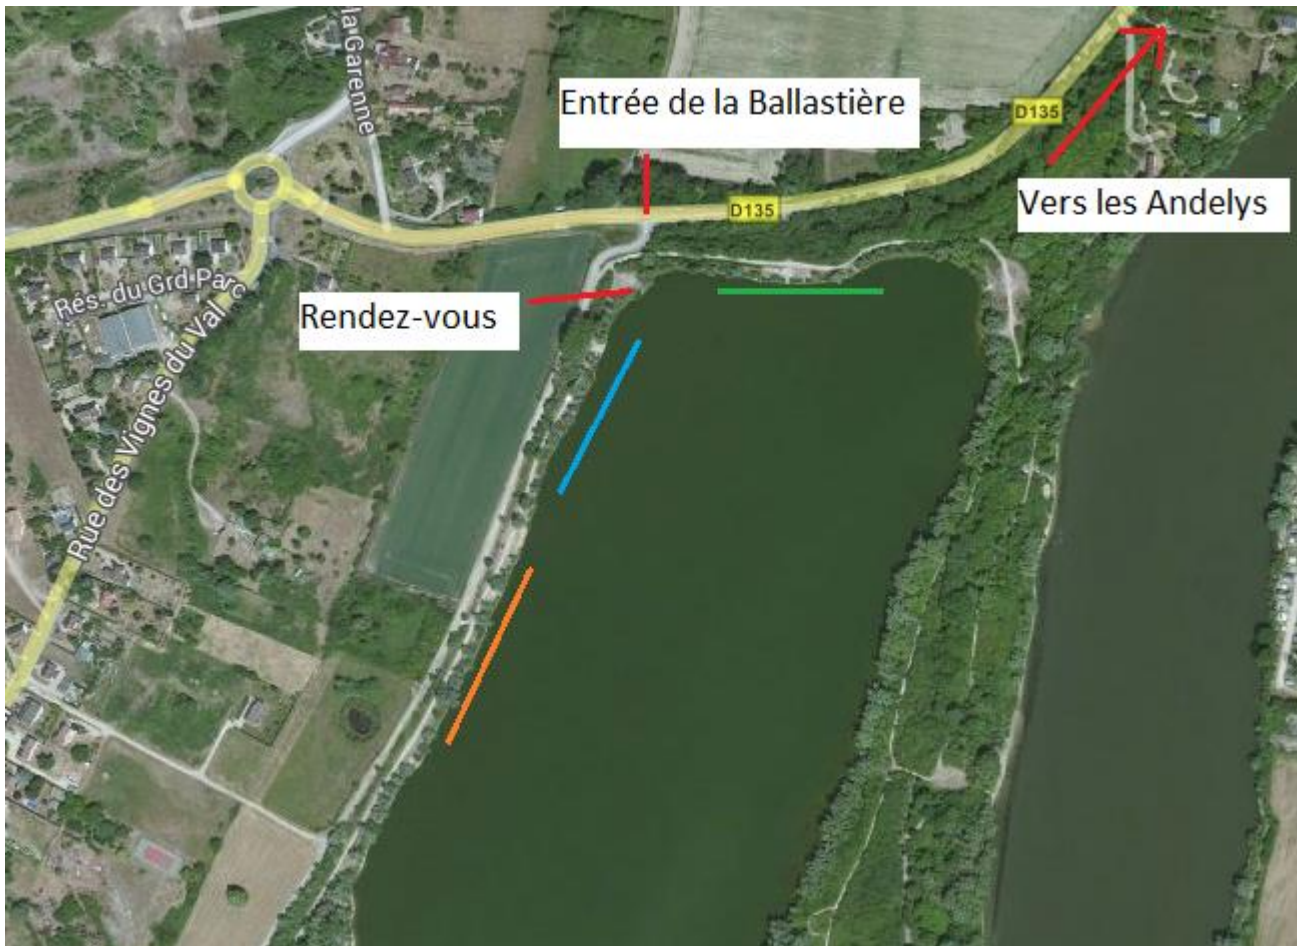 la Garenne
Entrée de la Ballastière
D135
Vers les Andelys
D135
Rés. du Grd Parc
Rendez-vous
Rue des Vignes du Val